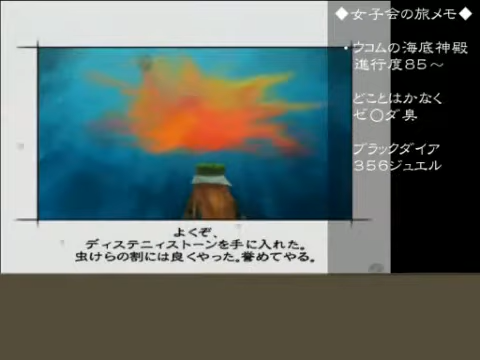 ◆女子会の旅メモ◆
・ウコムの海底神殿
進行度85～
どことはかなく
ゼ〇ダ臭
ブラックダイア
356ジュエル
よくぞ、
ディステニィストーンを手に入れた。
虫けらの割には良くやった。誉めてやる。